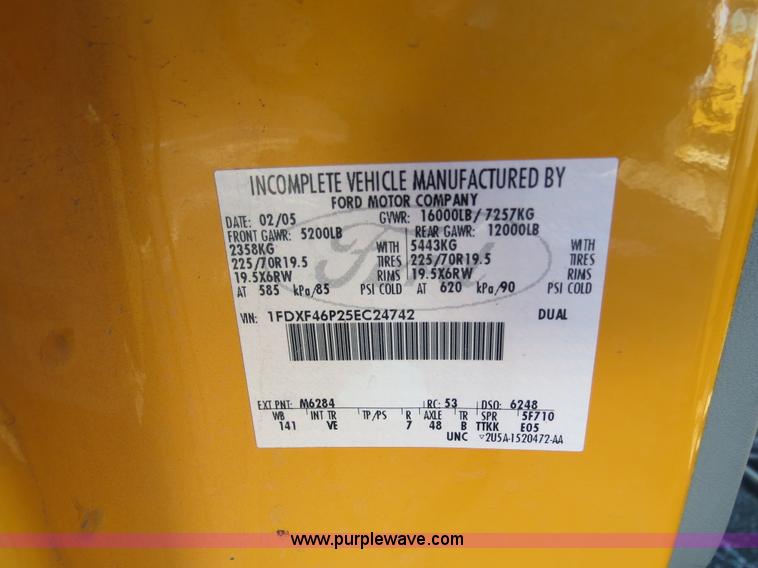 INCOMPLETE VEHICLE MANUFACTURED BY
FORD MOTOR COMPANY
DATE: 02/05 GVWR: 16000LB/ 7257KG
FRONT GAWR: 5200LB REAR GAWR: 12000LB
2358KG WITH 5443KG WITH
225/70R19.5 TIRES 225/70R19.5 TIRES
19.5X6RW RIMS 19.5X6RW RIMS
AT 585 kPa/85 PSI COLD AT 620 kPa/90 PSI COLD
VIN: 1FDXF46P25EC24742 DUAL
Ford
EXT PNT: M6284 RC: 53 DSO: 6248
WB INT TR TP/PS R AXLE TR SPR 5F710
141 VE 7 48 B TTKK E05
UNC 2U5A-1520472-AA
www.purplewave.com